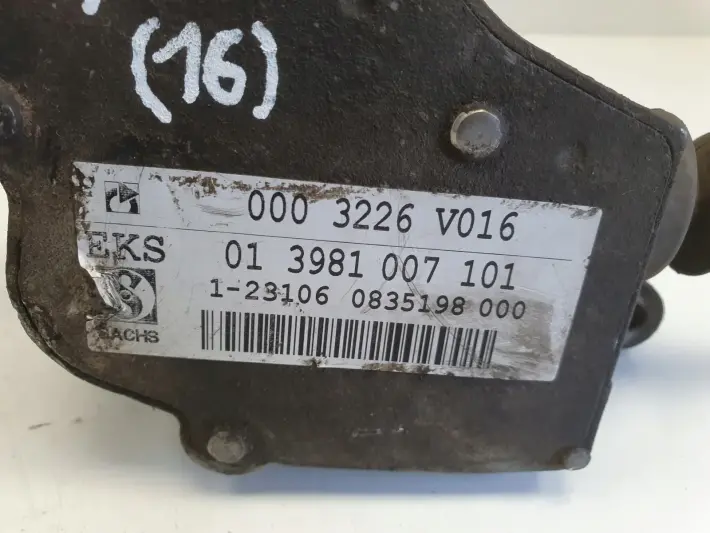 (16)
000 3226 V016
EKS 01 3981 007 101
1-23106 0835198 000
SACHS